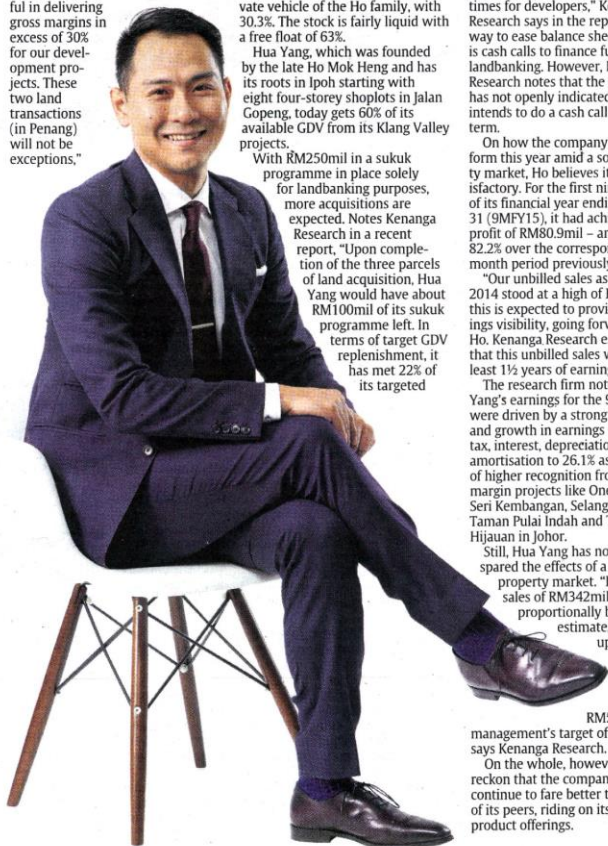 ful in delivering
gross margins in
excess of 30%
for our devel-
opment pro-
jects. These
two land
transactions
(in Penang)
will not be
exceptions,"
vate vehicle of the Ho family, with
30.3%. The stock is fairly liquid with
a free float of 63%.
Hua Yang, which was founded
by the late Ho Mok Heng and has
its roots in Ipoh starting with
eight four-storey shoplots in Jalan
Gopeng, today gets 60% of its
available GDV from its Klang Valley
projects.
With RM250mil in a sukuk
programme in place solely
for landbanking purposes,
more acquisitions are
expected. Notes Kenanga
Research in a recent
report, "Upon comple-
tion of the three parcels
of land acquisition, Hua
Yang would have about
RM100mil of its sukuk
programme left. In
terms of target GDV
replenishment, it
has met 22% of
its targeted
times for developers," K
Research says in the rep
way to ease balance she
is cash calls to finance fu
landbanking. However, K
Research notes that the
has not openly indicated
intends to do a cash call
term.
On how the company
form this year amid a so
ty market, Ho believes it
isfactory. For the first ni
of its financial year endi
31 (9MFY15), it had ach
profit of RM80.9mil – an
82.2% over the correspon
month period previously
"Our unbilled sales as
2014 stood at a high of
this is expected to provi
ings visibility, going forv
Ho. Kenanga Research e
that this unbilled sales w
least 1½ years of earning
The research firm not
Yang's earnings for the 9
were driven by a strong
and growth in earnings
tax, interest, depreciatio
amortisation to 26.1% as
of higher recognition fro
margin projects like One
Seri Kembangan, Selang
Taman Pulai Indah and
Hijauan in Johor.
Still, Hua Yang has no
spared the effects of a
property market.
sales of RM342mil
proportionally b
estimate
up
RM5
management's target of
says Kenanga Research.
On the whole, howev
reckon that the compan
continue to fare better t
of its peers, riding on its
product offerings.